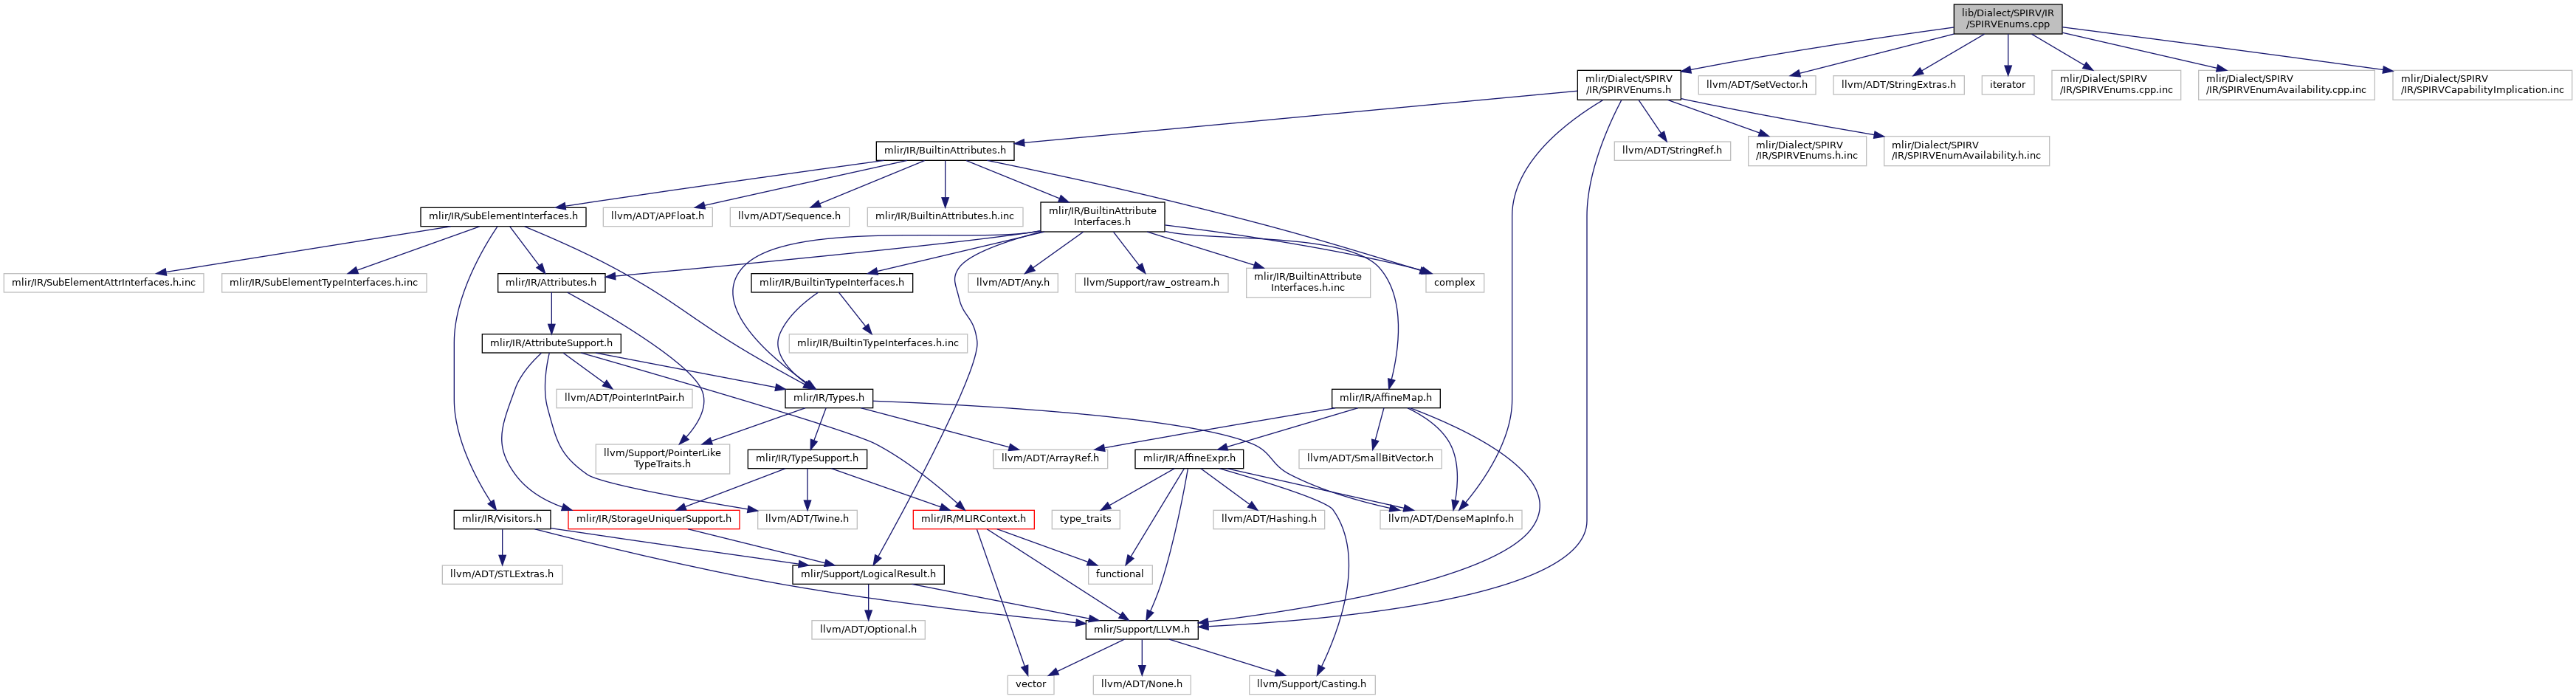 lib/Dialect/SPIRV/IR
/SPIRVEnums.cpp
mlir/Dialect/SPIRV
/IR/SPIRVEnums.h
llvm/ADT/SetVector.h
llvm/ADT/StringExtras.h
iterator
mlir/Dialect/SPIRV
/IR/SPIRVEnums.cpp.inc
mlir/Dialect/SPIRV
/IR/SPIRVEnumAvailability.cpp.inc
mlir/Dialect/SPIRV
/IR/SPIRVCapabilityImplication.inc
mlir/IR/BuiltinAttributes.h
llvm/ADT/StringRef.h
mlir/Dialect/SPIRV
/IR/SPIRVEnums.h.inc
mlir/Dialect/SPIRV
/IR/SPIRVEnumAvailability.h.inc
mlir/IR/SubElementInterfaces.h
llvm/ADT/APFloat.h
llvm/ADT/Sequence.h
mlir/IR/BuiltinAttributes.h.inc
mlir/IR/BuiltinAttribute
Interfaces.h
mlir/IR/SubElementAttrInterfaces.h.inc
mlir/IR/SubElementTypeInterfaces.h.inc
mlir/IR/Attributes.h
mlir/IR/BuiltinTypeInterfaces.h
llvm/ADT/Any.h
llvm/Support/raw_ostream.h
mlir/IR/BuiltinAttribute
Interfaces.h.inc
complex
mlir/IR/AttributeSupport.h
mlir/IR/BuiltinTypeInterfaces.h.inc
llvm/ADT/PointerIntPair.h
mlir/IR/Types.h
mlir/IR/AffineMap.h
llvm/Support/PointerLike
TypeTraits.h
mlir/IR/TypeSupport.h
llvm/ADT/ArrayRef.h
mlir/IR/AffineExpr.h
llvm/ADT/SmallBitVector.h
mlir/IR/Visitors.h
mlir/IR/StorageUniquerSupport.h
llvm/ADT/Twine.h
mlir/IR/MLIRContext.h
type_traits
llvm/ADT/Hashing.h
llvm/ADT/DenseMapInfo.h
llvm/ADT/STLExtras.h
mlir/Support/LogicalResult.h
functional
llvm/ADT/Optional.h
mlir/Support/LLVM.h
vector
llvm/ADT/None.h
llvm/Support/Casting.h